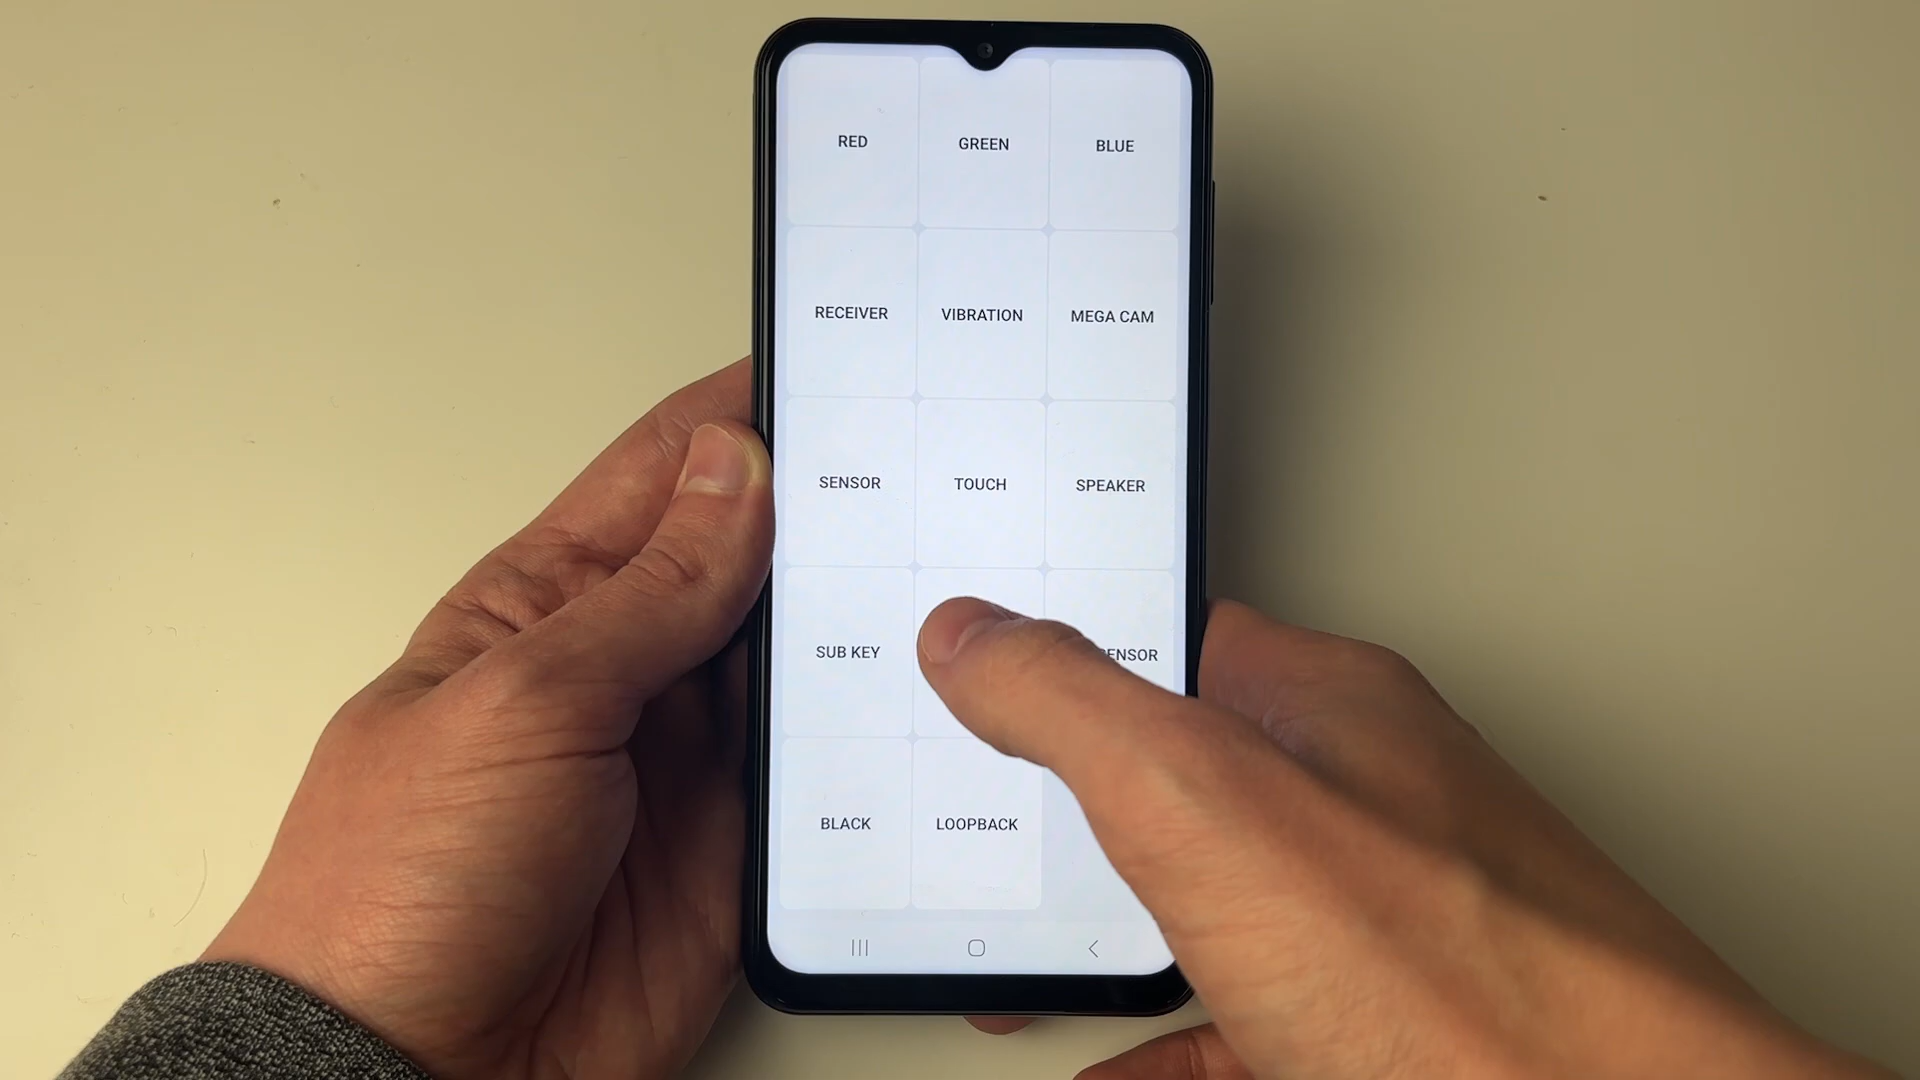 RED
GREEN
BLUE
RECEIVER
VIBRATION
MEGA CAM
SENSOR
TOUCH
SPEAKER
SUB KEY
BLACK
LOOPBACK